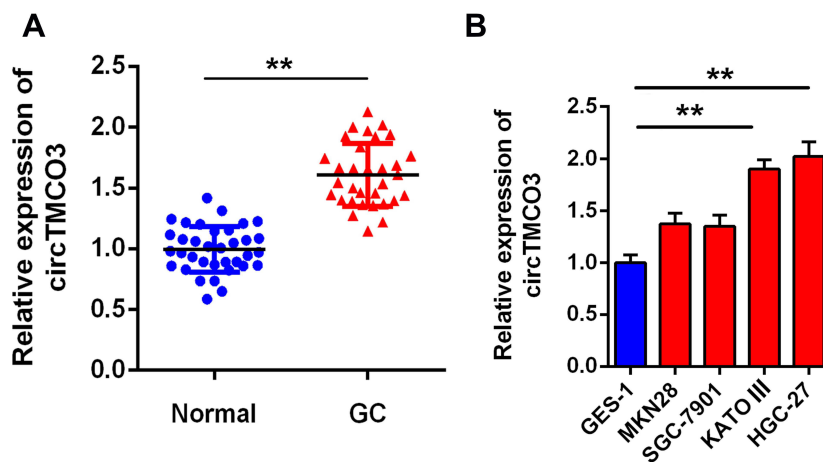 A
**
Relative expression of
circTMCO3
2.5
2.0
1.5
1.0
0.5
0.0
Normal GC
B
**
**
Relative expression of
circTMCO3
2.5
2.0
1.5
1.0
0.5
0.0
GES-1
MKN28
SGC-7901
KATO III
HGC-27